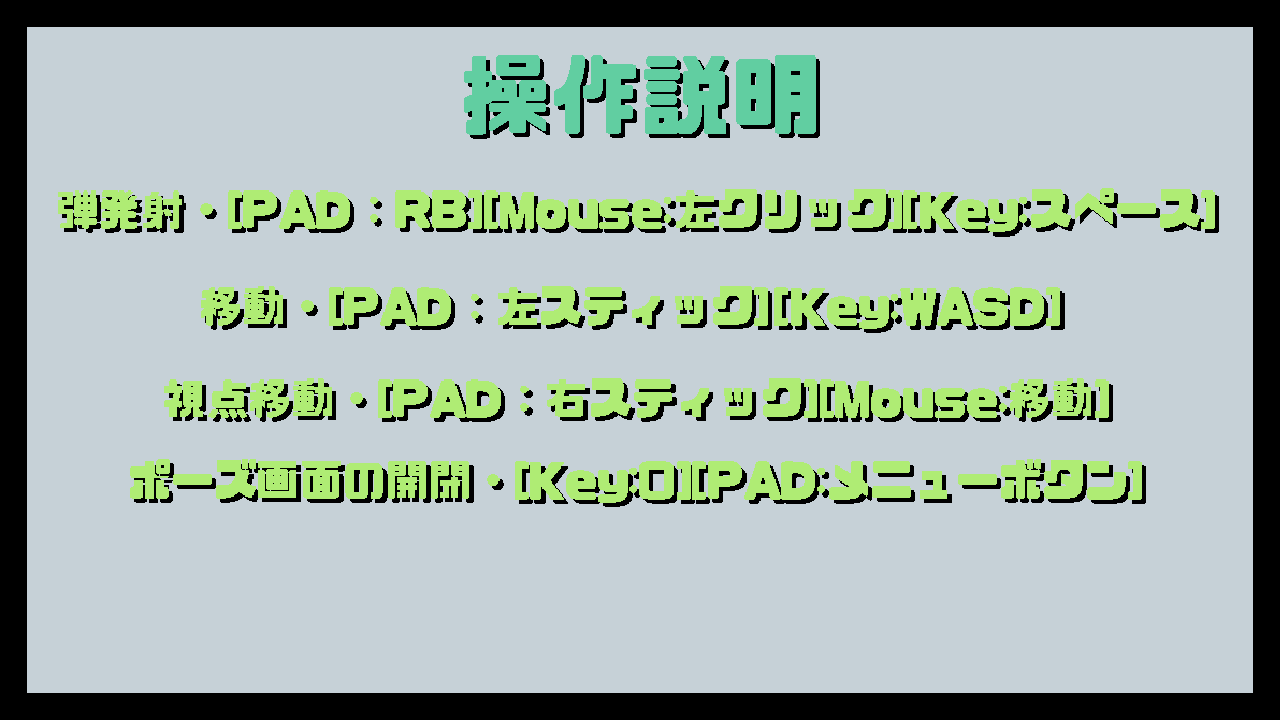 操作説明
弾発射・[PAD：RB][Mouse:左クリック][Key:スペース]
移動・[PAD：左スティック][Key:WASD]
視点移動・[PAD：右スティック][Mouse:移動]
ポーズ画面の開閉・[Key:O][PAD:メニューボタン]